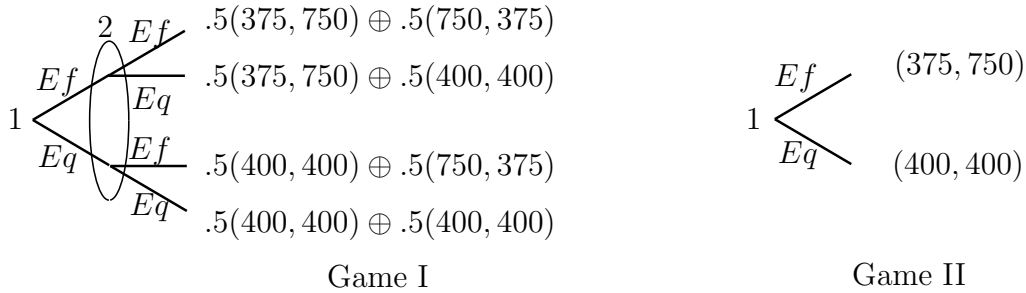 2
Ef
.5(375, 750) ⊕ .5(750, 375)
Ef
.5(375, 750) ⊕ .5(400, 400)
Eq
1
Ef
.5(400, 400) ⊕ .5(750, 375)
Eq
Eq
.5(400, 400) ⊕ .5(400, 400)
Game I
Ef
(375, 750)
1
Eq
(400, 400)
Game II